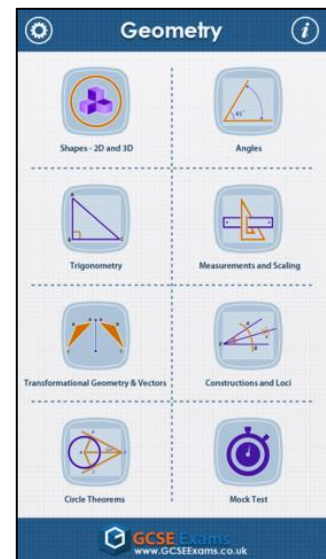 Geometry
Shapes - 2D and 3D
Angles
Trigonometry
Measurements and Scaling
Transformational Geometry & Vectors
Constructions and Loci
Circle Theorems
Mock Test
GCSE Exams
www.GCSEExams.co.uk